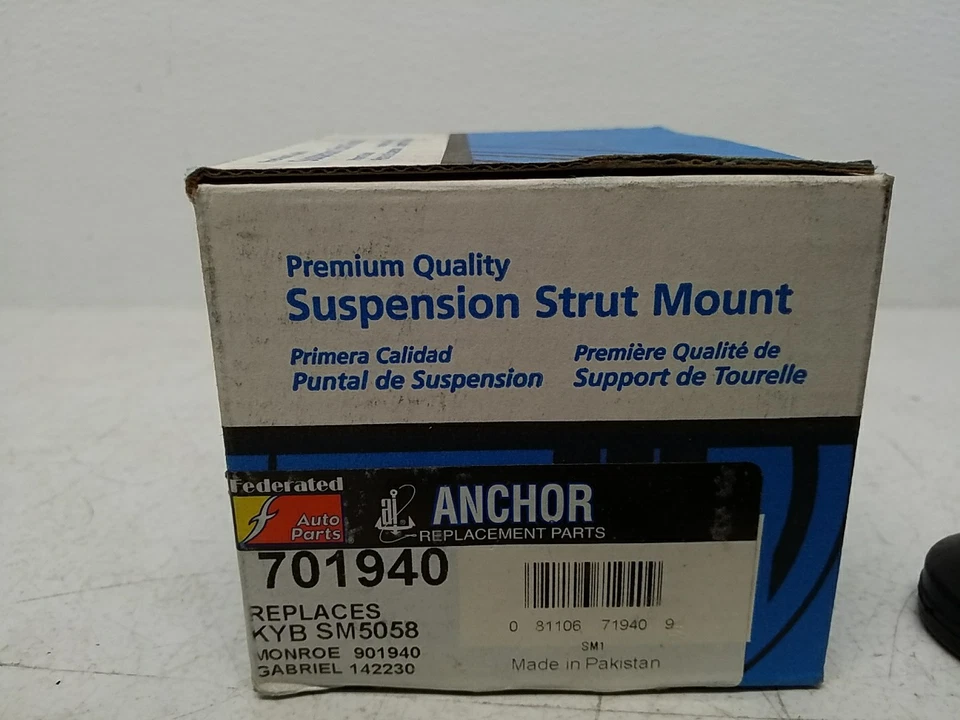 Premium Quality
Suspension Strut Mount
Primera Calidad
Puntal de Suspension
Première Qualité de
Support de Tourelle
Federated
f Auto
Parts
ai
ANCHOR
REPLACEMENT PARTS
701940
REPLACES
KYB SM5058
MONROE 901940
GABRIEL 142230
0 81106 71940 9
SM1
Made in Pakistan